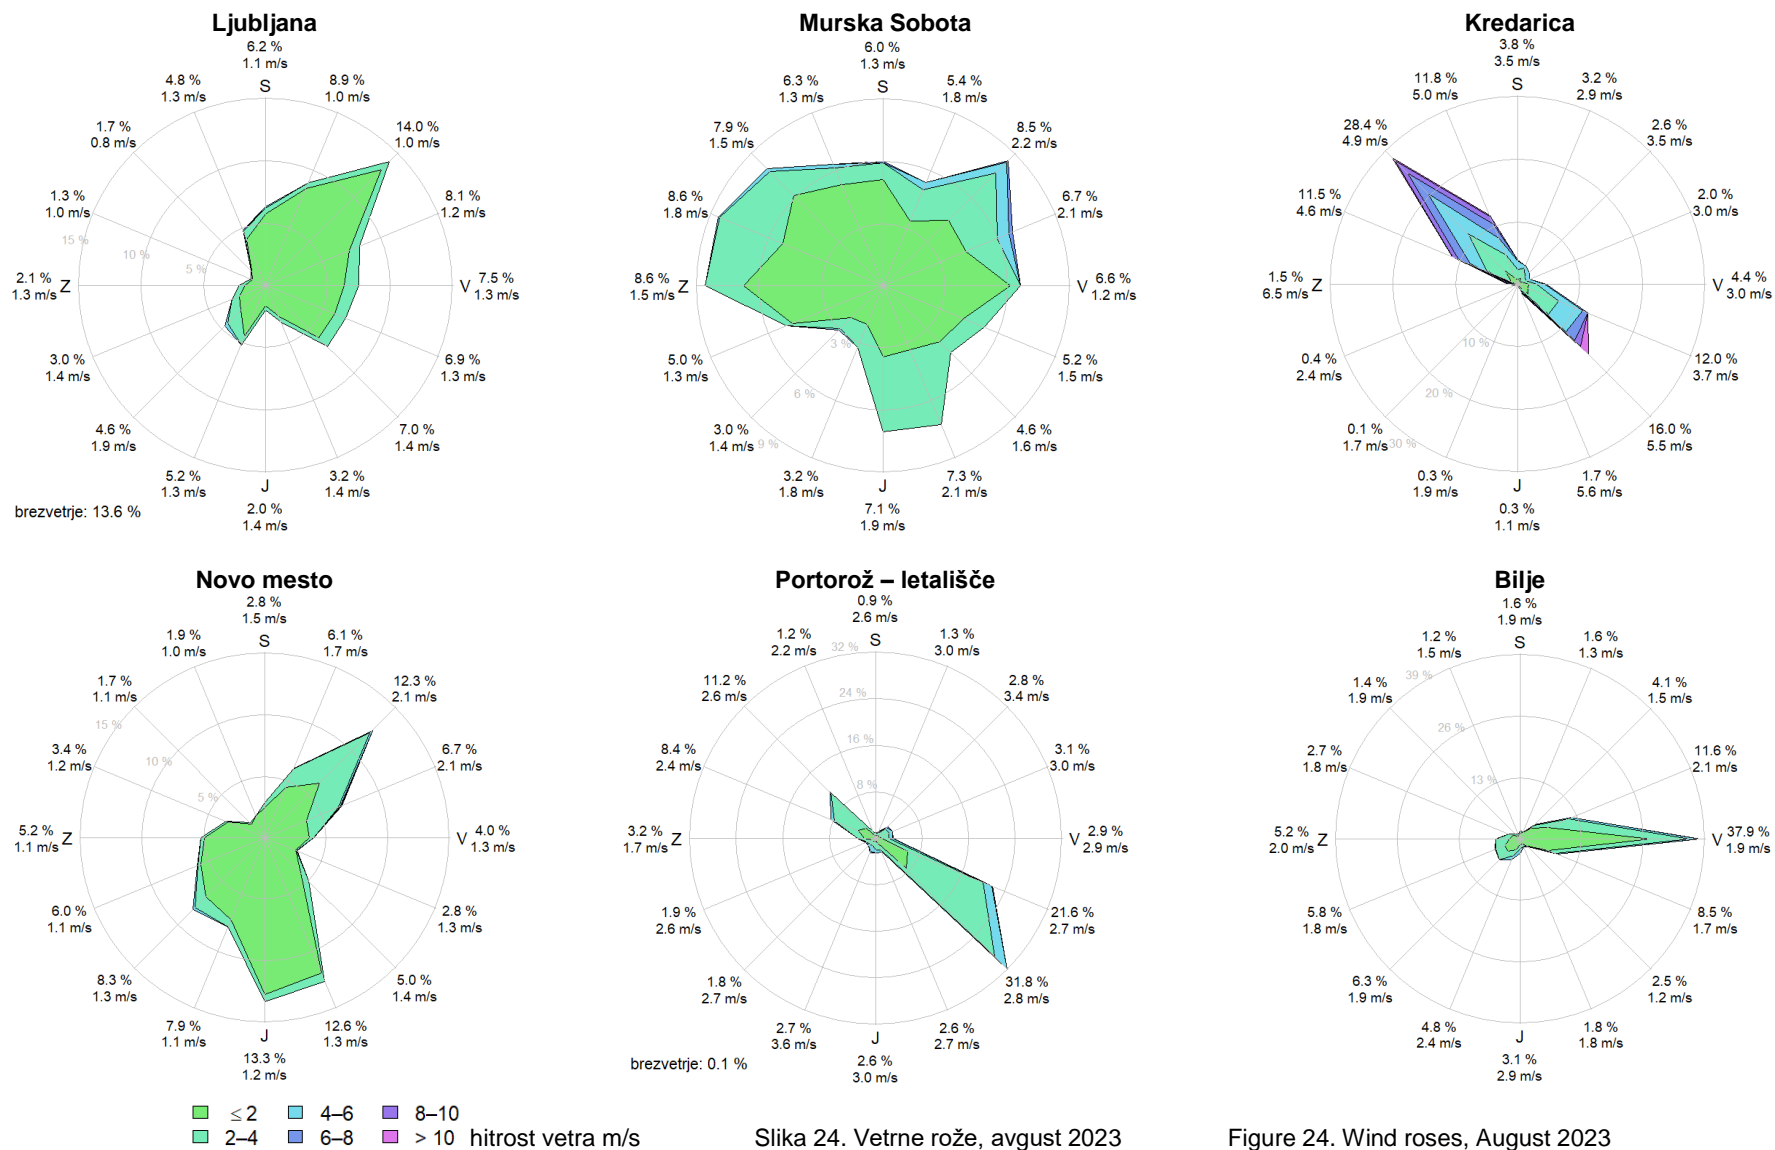 Ljubljana
6.2 %
1.1 m/s
4.8 %
1.3 m/s
8.9 %
1.0 m/s
S
1.7 %
0.8 m/s
14.0 %
1.0 m/s
1.3 %
1.0 m/s
8.1 %
1.2 m/s
15 %
10 %
5 %
2.1 %
1.3 m/s
Z
V
7.5 %
1.3 m/s
3.0 %
1.4 m/s
6.9 %
1.3 m/s
4.6 %
1.9 m/s
7.0 %
1.4 m/s
5.2 %
1.3 m/s
3.2 %
1.4 m/s
J
2.0 %
1.4 m/s
brezvetrje: 13.6 %
Murska Sobota
6.0 %
1.3 m/s
6.3 %
1.3 m/s
5.4 %
1.8 m/s
7.9 %
1.5 m/s
8.5 %
2.2 m/s
8.6 %
1.8 m/s
6.7 %
2.1 m/s
8.6 %
1.5 m/s
Z
V
6.6 %
1.2 m/s
3 %
6 %
9 %
5.0 %
1.3 m/s
5.2 %
1.5 m/s
3.0 %
1.4 m/s
4.6 %
1.6 m/s
3.2 %
1.8 m/s
7.3 %
2.1 m/s
J
7.1 %
1.9 m/s
Kredarica
3.8 %
3.5 m/s
11.8 %
5.0 m/s
3.2 %
2.9 m/s
S
28.4 %
4.9 m/s
2.6 %
3.5 m/s
11.5 %
4.6 m/s
2.0 %
3.0 m/s
1.5 %
6.5 m/s
Z
V
4.4 %
3.0 m/s
10 %
20 %
30 %
0.4 %
2.4 m/s
12.0 %
3.7 m/s
0.1 %
1.7 m/s
16.0 %
5.5 m/s
0.3 %
1.9 m/s
1.7 %
5.6 m/s
J
0.3 %
1.1 m/s
Novo mesto
2.8 %
1.5 m/s
1.9 %
1.0 m/s
6.1 %
1.7 m/s
S
1.7 %
1.1 m/s
12.3 %
2.1 m/s
15 %
10 %
5 %
3.4 %
1.2 m/s
6.7 %
2.1 m/s
5.2 %
1.1 m/s
Z
V
4.0 %
1.3 m/s
6.0 %
1.1 m/s
2.8 %
1.3 m/s
8.3 %
1.3 m/s
5.0 %
1.4 m/s
7.9 %
1.1 m/s
12.6 %
1.3 m/s
J
13.3 %
1.2 m/s
Portorož – letališče
0.9 %
2.6 m/s
1.2 %
2.2 m/s
1.3 %
3.0 m/s
S
32 %
24 %
16 %
8 %
11.2 %
2.6 m/s
2.8 %
3.4 m/s
8.4 %
2.4 m/s
3.1 %
3.0 m/s
3.2 %
1.7 m/s
Z
V
2.9 %
2.9 m/s
1.9 %
2.6 m/s
21.6 %
2.7 m/s
1.8 %
2.7 m/s
31.8 %
2.8 m/s
2.7 %
3.6 m/s
2.6 %
2.7 m/s
J
2.6 %
3.0 m/s
brezvetrje: 0.1 %
Bilje
1.6 %
1.9 m/s
1.2 %
1.5 m/s
1.6 %
1.3 m/s
S
39 %
26 %
13 %
1.4 %
1.9 m/s
4.1 %
1.5 m/s
2.7 %
1.8 m/s
11.6 %
2.1 m/s
5.2 %
2.0 m/s
Z
V
37.9 %
1.9 m/s
5.8 %
1.8 m/s
8.5 %
1.7 m/s
6.3 %
1.9 m/s
2.5 %
1.2 m/s
4.8 %
2.4 m/s
1.8 %
1.8 m/s
J
3.1 %
2.9 m/s
≤ 2 4–6 8–10
2–4 6–8 > 10 hitrost vetra m/s
Slika 24. Vetrne rože, avgust 2023
Figure 24. Wind roses, August 2023